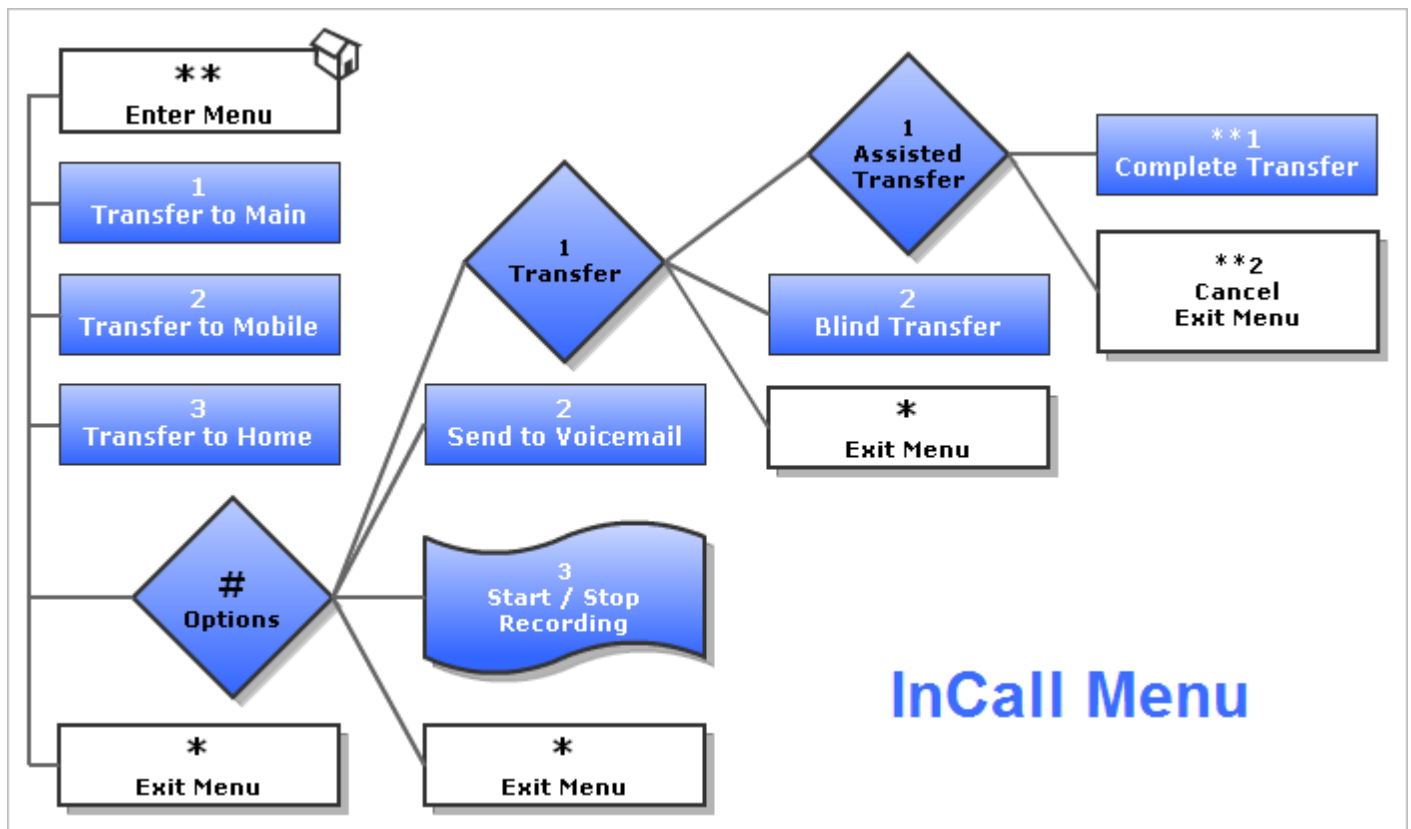 **
Enter Menu
1
Transfer to Main
2
Transfer to Mobile
3
Transfer to Home
#
Options
*
Exit Menu
1
Transfer
2
Send to Voicemail
3
Start / Stop
Recording
*
Exit Menu
1
Assisted
Transfer
2
Blind Transfer
*
Exit Menu
**1
Complete Transfer
**2
Cancel
Exit Menu
InCall Menu